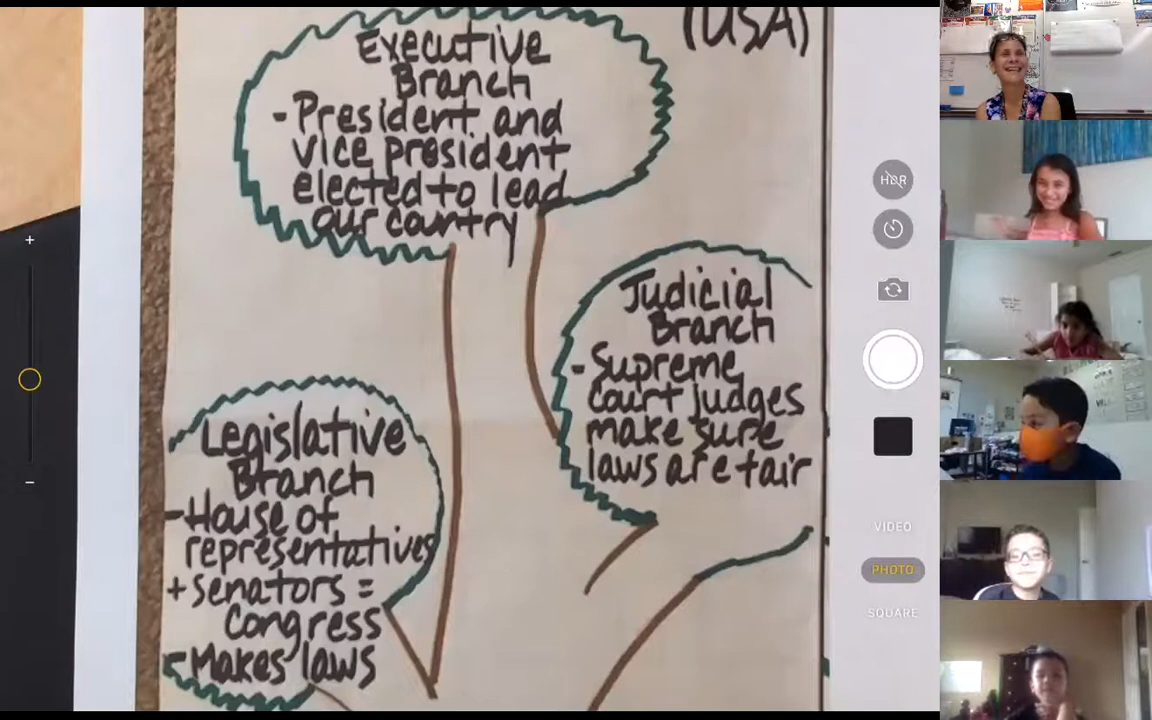 (USA)
Executive
Branch
- President and
vice president
elected to lead
our country
Judicial
Branch
- Supreme
court judges
make sure
laws are fair
Legislative
Branch
- House of
representatives
+ senators =
Congress
- Makes laws
HDR
VIDEO
PHOTO
SQUARE